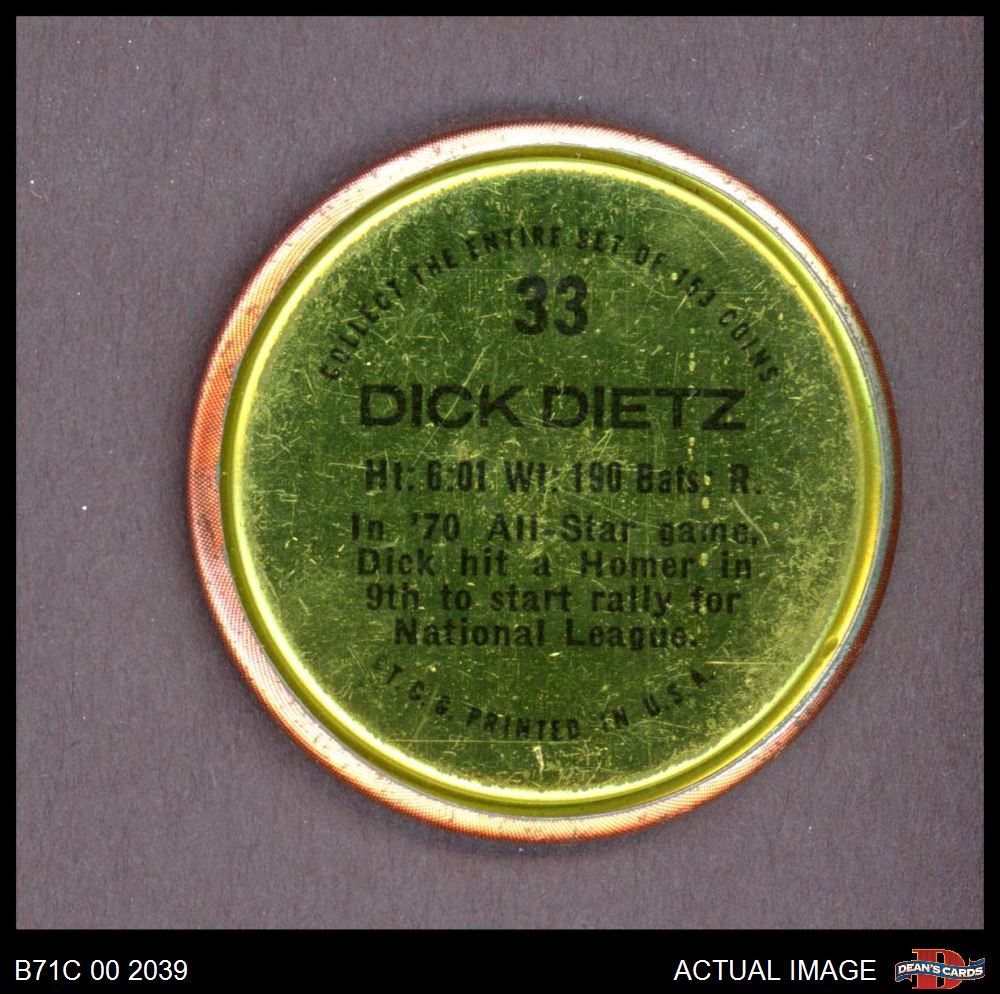 COLLECT THE ENTIRE SET OF 153 COINS
33
DICK DIETZ
Ht: 6:01 Wt: 190 Bats: R.
In '70 All-Star game,
Dick hit a Homer in
9th to start rally for
National League.
©T.C.G. PRINTED IN U.S.A.
B71C 00 2039
ACTUAL IMAGE
DEAN'S CARDS